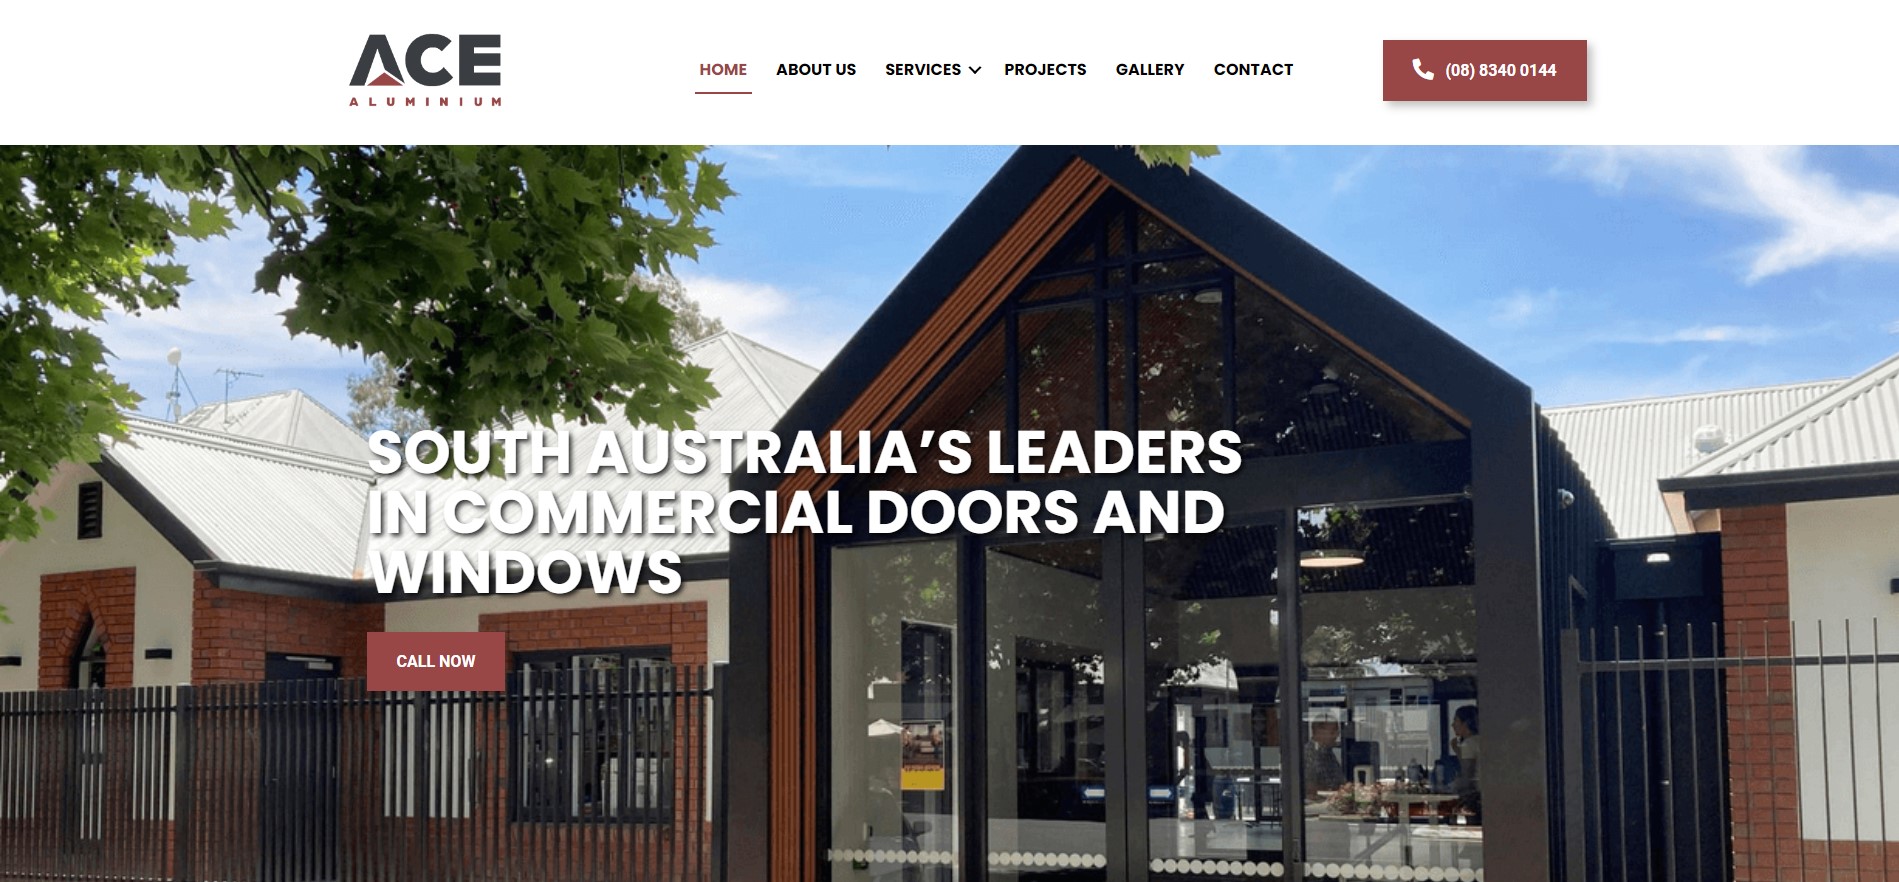 ACE
ALUMINIUM
HOME ABOUT US SERVICES PROJECTS GALLERY CONTACT
(08) 8340 0144
SOUTH AUSTRALIA’S LEADERS
IN COMMERCIAL DOORS AND
WINDOWS
CALL NOW